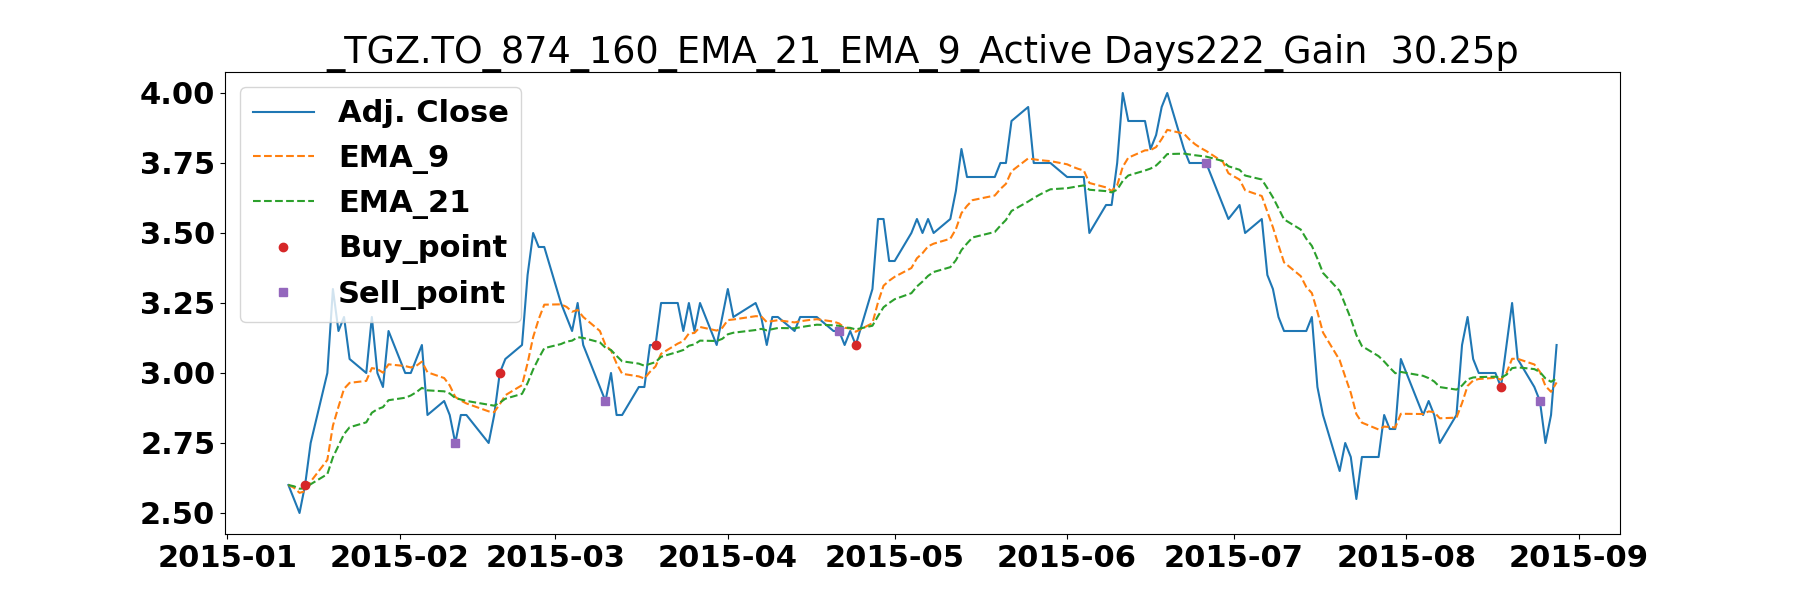 _TGZ.TO_874_160_EMA_21_EMA_9_Active Days222_Gain  30.25p
4.00
3.75
3.50
3.25
3.00
2.75
2.50
Adj. Close
EMA_9
EMA_21
Buy_point
Sell_point
2015-01 2015-02 2015-03 2015-04 2015-05 2015-06 2015-07 2015-08 2015-09